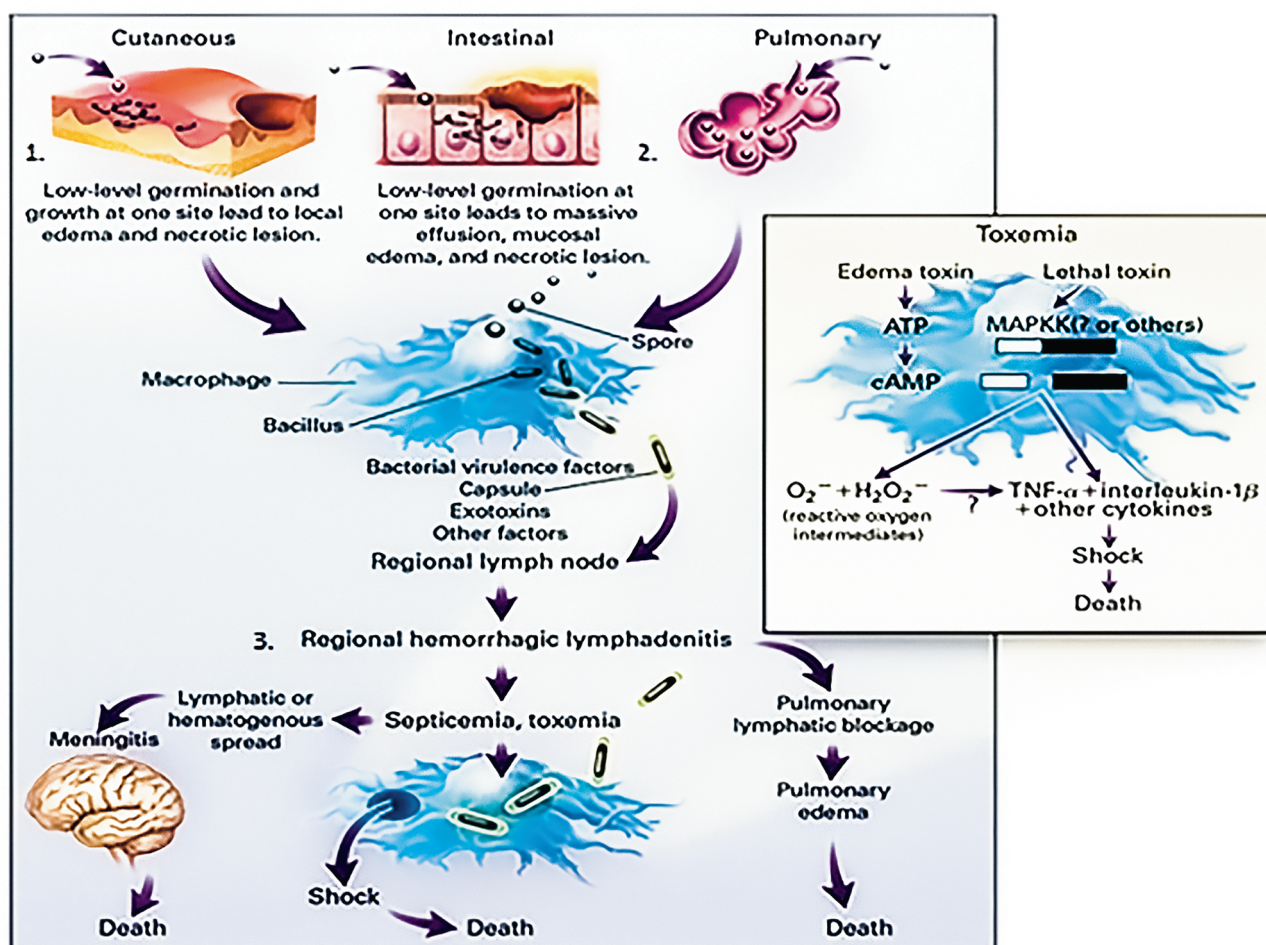 Cutaneous
Intestinal
Pulmonary
1.
2.
Low-level germination and
growth at one site lead to local
edema and necrotic lesion.
Low-level germination at
one site leads to massive
effusion, mucosal
edema, and necrotic lesion.
Spore
Macrophage
Bacillus
Bacterial virulence factors
Capsule
Exotoxins
Other factors
Regional lymph node
3. Regional hemorrhagic lymphadenitis
Lymphatic or
hematogenous
spread
Septicemia, toxemia
Meningitis
Pulmonary
lymphatic blockage
Pulmonary
edema
Shock
Death
Death
Death
Toxemia
Edema toxin
Lethal toxin
ATP
MAPKK(? or others)
cAMP
O₂⁻ + H₂O₂⁻
(reactive oxygen
intermediates)
?
TNF-α + interleukin-1β
+ other cytokines
Shock
Death